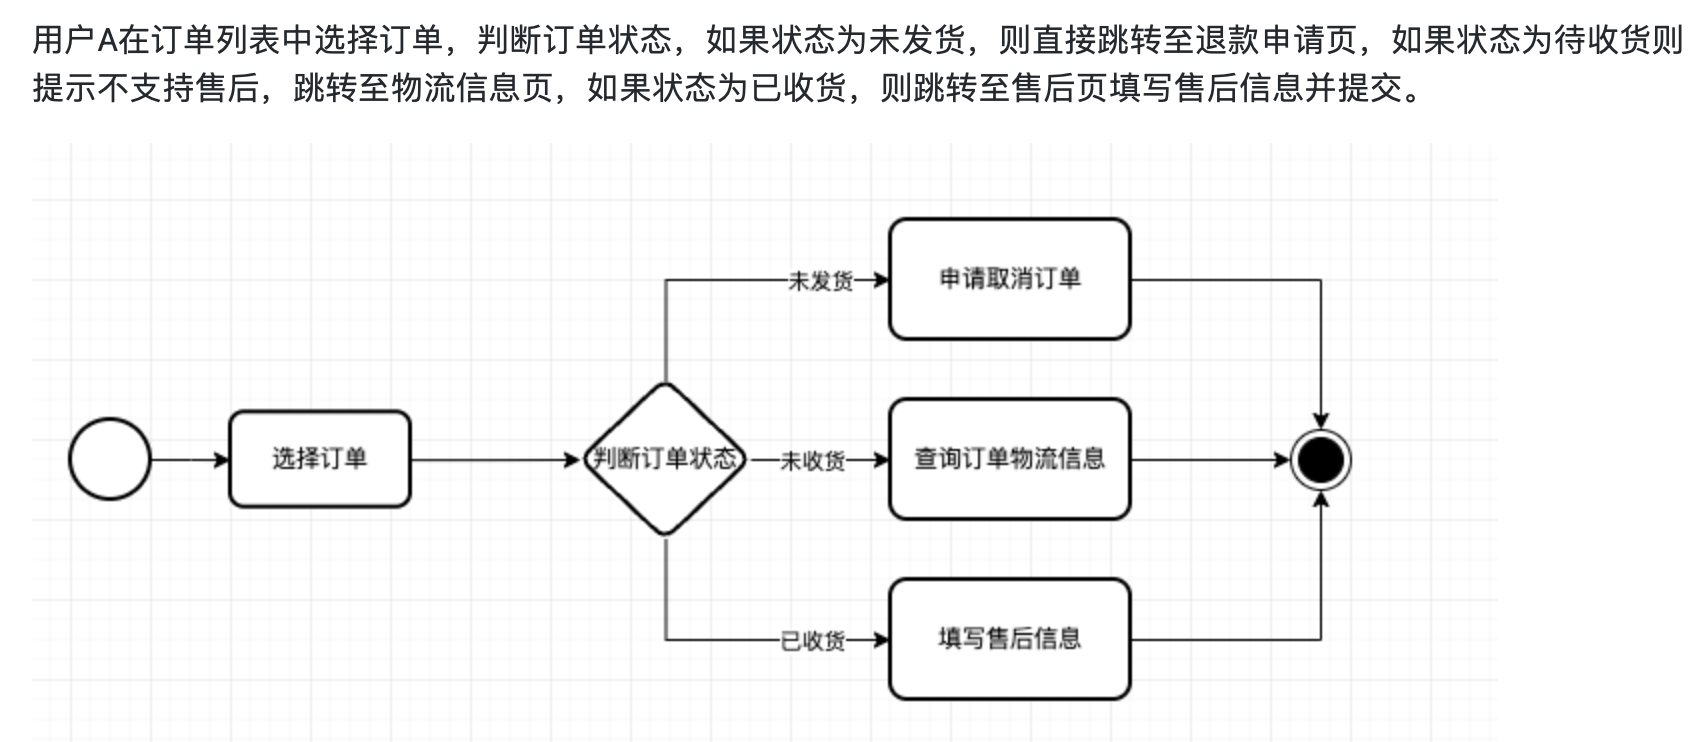 用户A在订单列表中选择订单，判断订单状态，如果状态为未发货，则直接跳转至退款申请页，如果状态为待收货则
提示不支持售后，跳转至物流信息页，如果状态为已收货，则跳转至售后页填写售后信息并提交。
未发货
申请取消订单
选择订单
判断订单状态
未收货
查询订单物流信息
已收货
填写售后信息